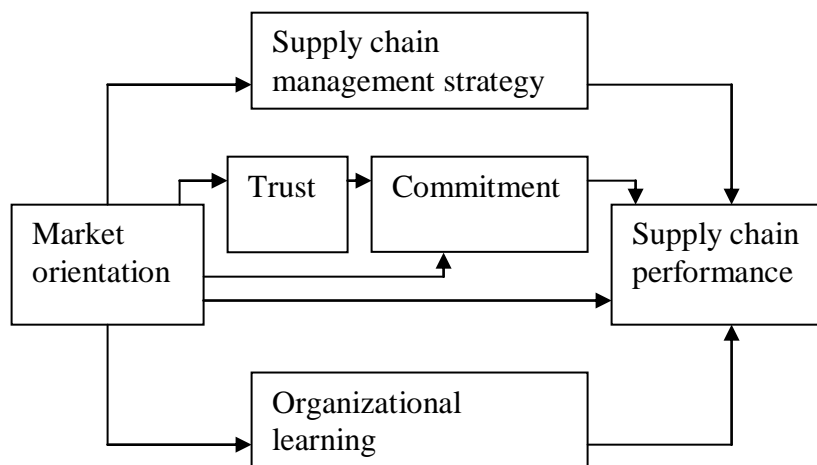 Supply chain
management strategy
Trust
Commitment
Market
orientation
Supply chain
performance
Organizational
learning